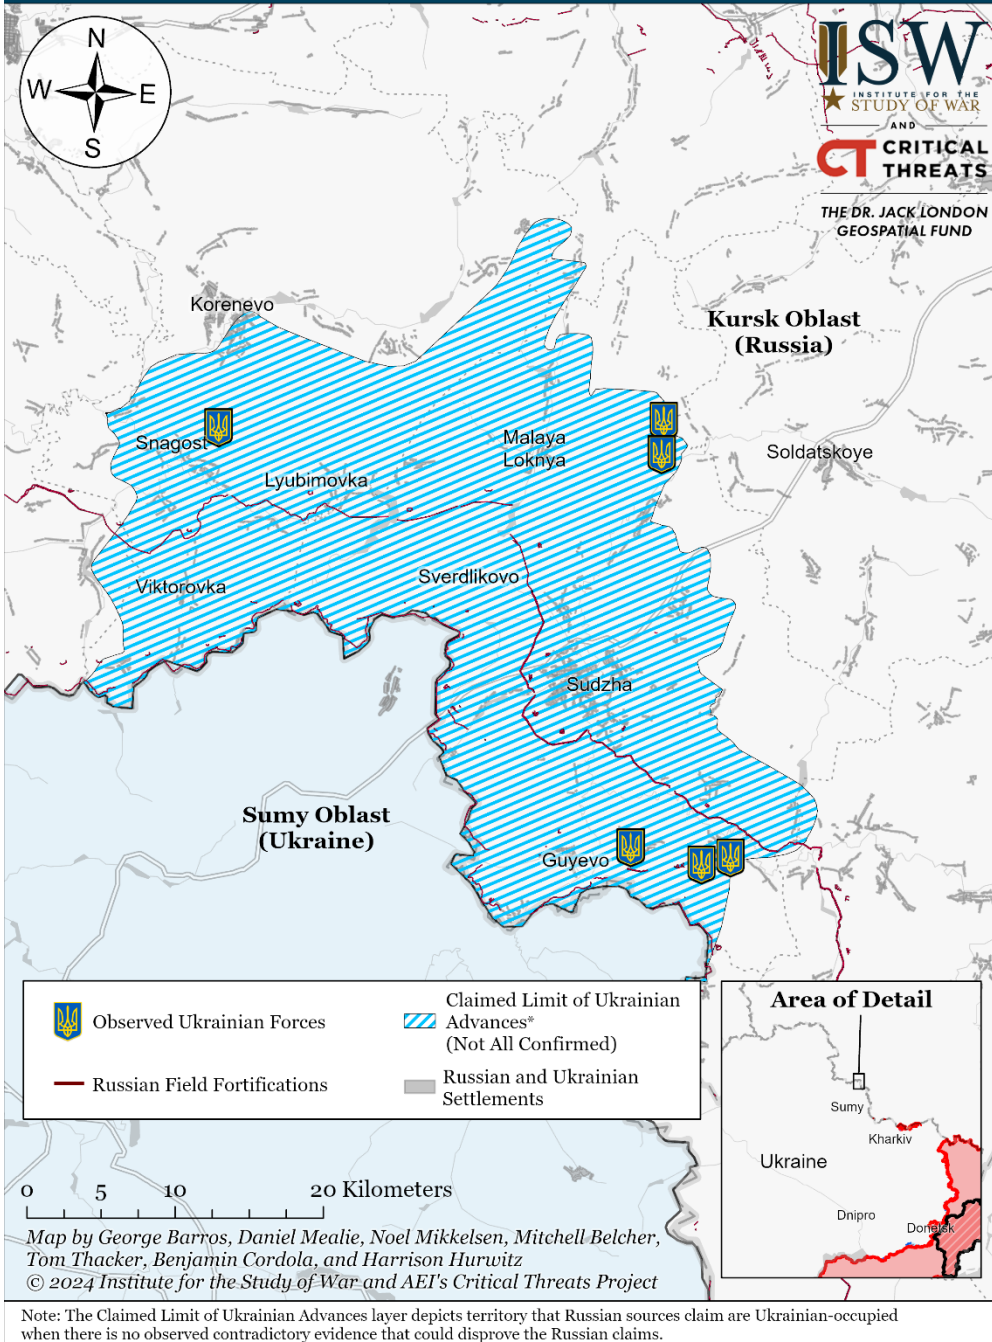 N
W E
S
ISW
INSTITUTE FOR THE
STUDY OF WAR
AND
CT CRITICAL
THREATS
THE DR. JACK LONDON
GEOSPATIAL FUND
Korenevo
Kursk Oblast
(Russia)
Snagost
Malaya
Loknya
Soldatskoye
Lyubimovka
Viktorovka
Sverdlikovo
Sudzha
Sumy Oblast
(Ukraine)
Guyevo
Observed Ukrainian Forces
Claimed Limit of Ukrainian
Advances*
(Not All Confirmed)
Russian Field Fortifications
Russian and Ukrainian
Settlements
Area of Detail
Sumy
Kharkiv
Ukraine
Dnipro
Donetsk
0 5 10 20 Kilometers
Map by George Barros, Daniel Mealie, Noel Mikkelsen, Mitchell Belcher,
Tom Thacker, Benjamin Cordola, and Harrison Hurwitz
© 2024 Institute for the Study of War and AEI's Critical Threats Project
Note: The Claimed Limit of Ukrainian Advances layer depicts territory that Russian sources claim are Ukrainian-occupied
when there is no observed contradictory evidence that could disprove the Russian claims.